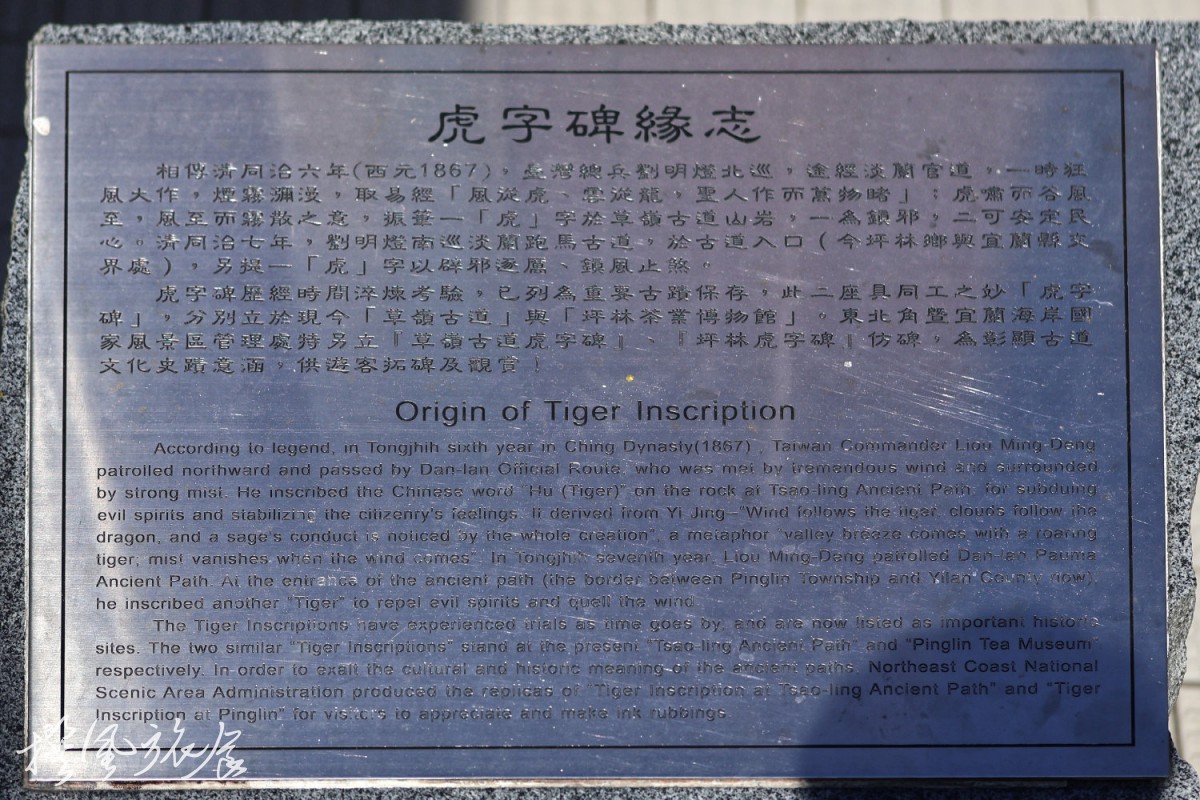 虎字碑緣志
相傳清同治六年(西元1867)，臺灣總兵劉明燈北巡，途經淡蘭官道，一時狂
風大作，煙霧瀰漫，取易經「風從虎、雲從龍，聖人作而萬物睹」；虎嘯而谷風
至，風至而霧散之意，振筆一「虎」字於草嶺古道山岩，一為鎮邪，二可安定民
心。清同治七年，劉明燈南巡淡蘭跑馬古道，於古道入口（今坪林鄉與宜蘭縣交
界處），另提一「虎」字以辟邪逐厲、鎮風止煞。
虎字碑歷經時間淬煉考驗，已列為重要古蹟保存，此二座具同工之妙「虎字
碑」，分別立於現今「草嶺古道」與「坪林茶業博物館」。東北角暨宜蘭海岸國
家風景區管理處特另立『草嶺古道虎字碑』、『坪林虎字碑』仿碑，為彰顯古道
文化史蹟意涵，供遊客拓碑及觀賞！
Origin of Tiger Inscription
According to legend, in Tongjhih sixth year in Ching Dynasty(1867) , Taiwan Commander Liou Ming-Deng
patrolled northward and passed by Dan-lan Official Route, who was met by tremendous wind and surrounded
by strong mist. He inscribed the Chinese word "Hu (Tiger)" on the rock at Tsao-ling Ancient Path, for subduing
evil spirits and stabilizing the citizenry's feelings. It derived from Yi Jing—"Wind follows the tiger, clouds follow the
dragon, and a sage's conduct is noticed by the whole creation", a metaphor "valley breeze comes with a roaring
tiger; mist vanishes when the wind comes". In Tongjhih seventh year, Liou Ming-Deng patrolled Dan-lan Pauma
Ancient Path. At the entrance of the ancient path (the border between Pinglin Township and Yilan County now),
he inscribed another "Tiger" to repel evil spirits and quell the wind.
The Tiger Inscriptions have experienced trials as time goes by, and are now listed as important historic
sites. The two similar "Tiger Inscriptions" stand at the present "Tsao-ling Ancient Path" and "Pinglin Tea Museum"
respectively. In order to exalt the cultural and historic meaning of the ancient paths, Northeast Coast National
Scenic Area Administration produced the replicas of "Tiger Inscription at Tsao-ling Ancient Path" and "Tiger
Inscription at Pinglin" for visitors to appreciate and make ink rubbings.